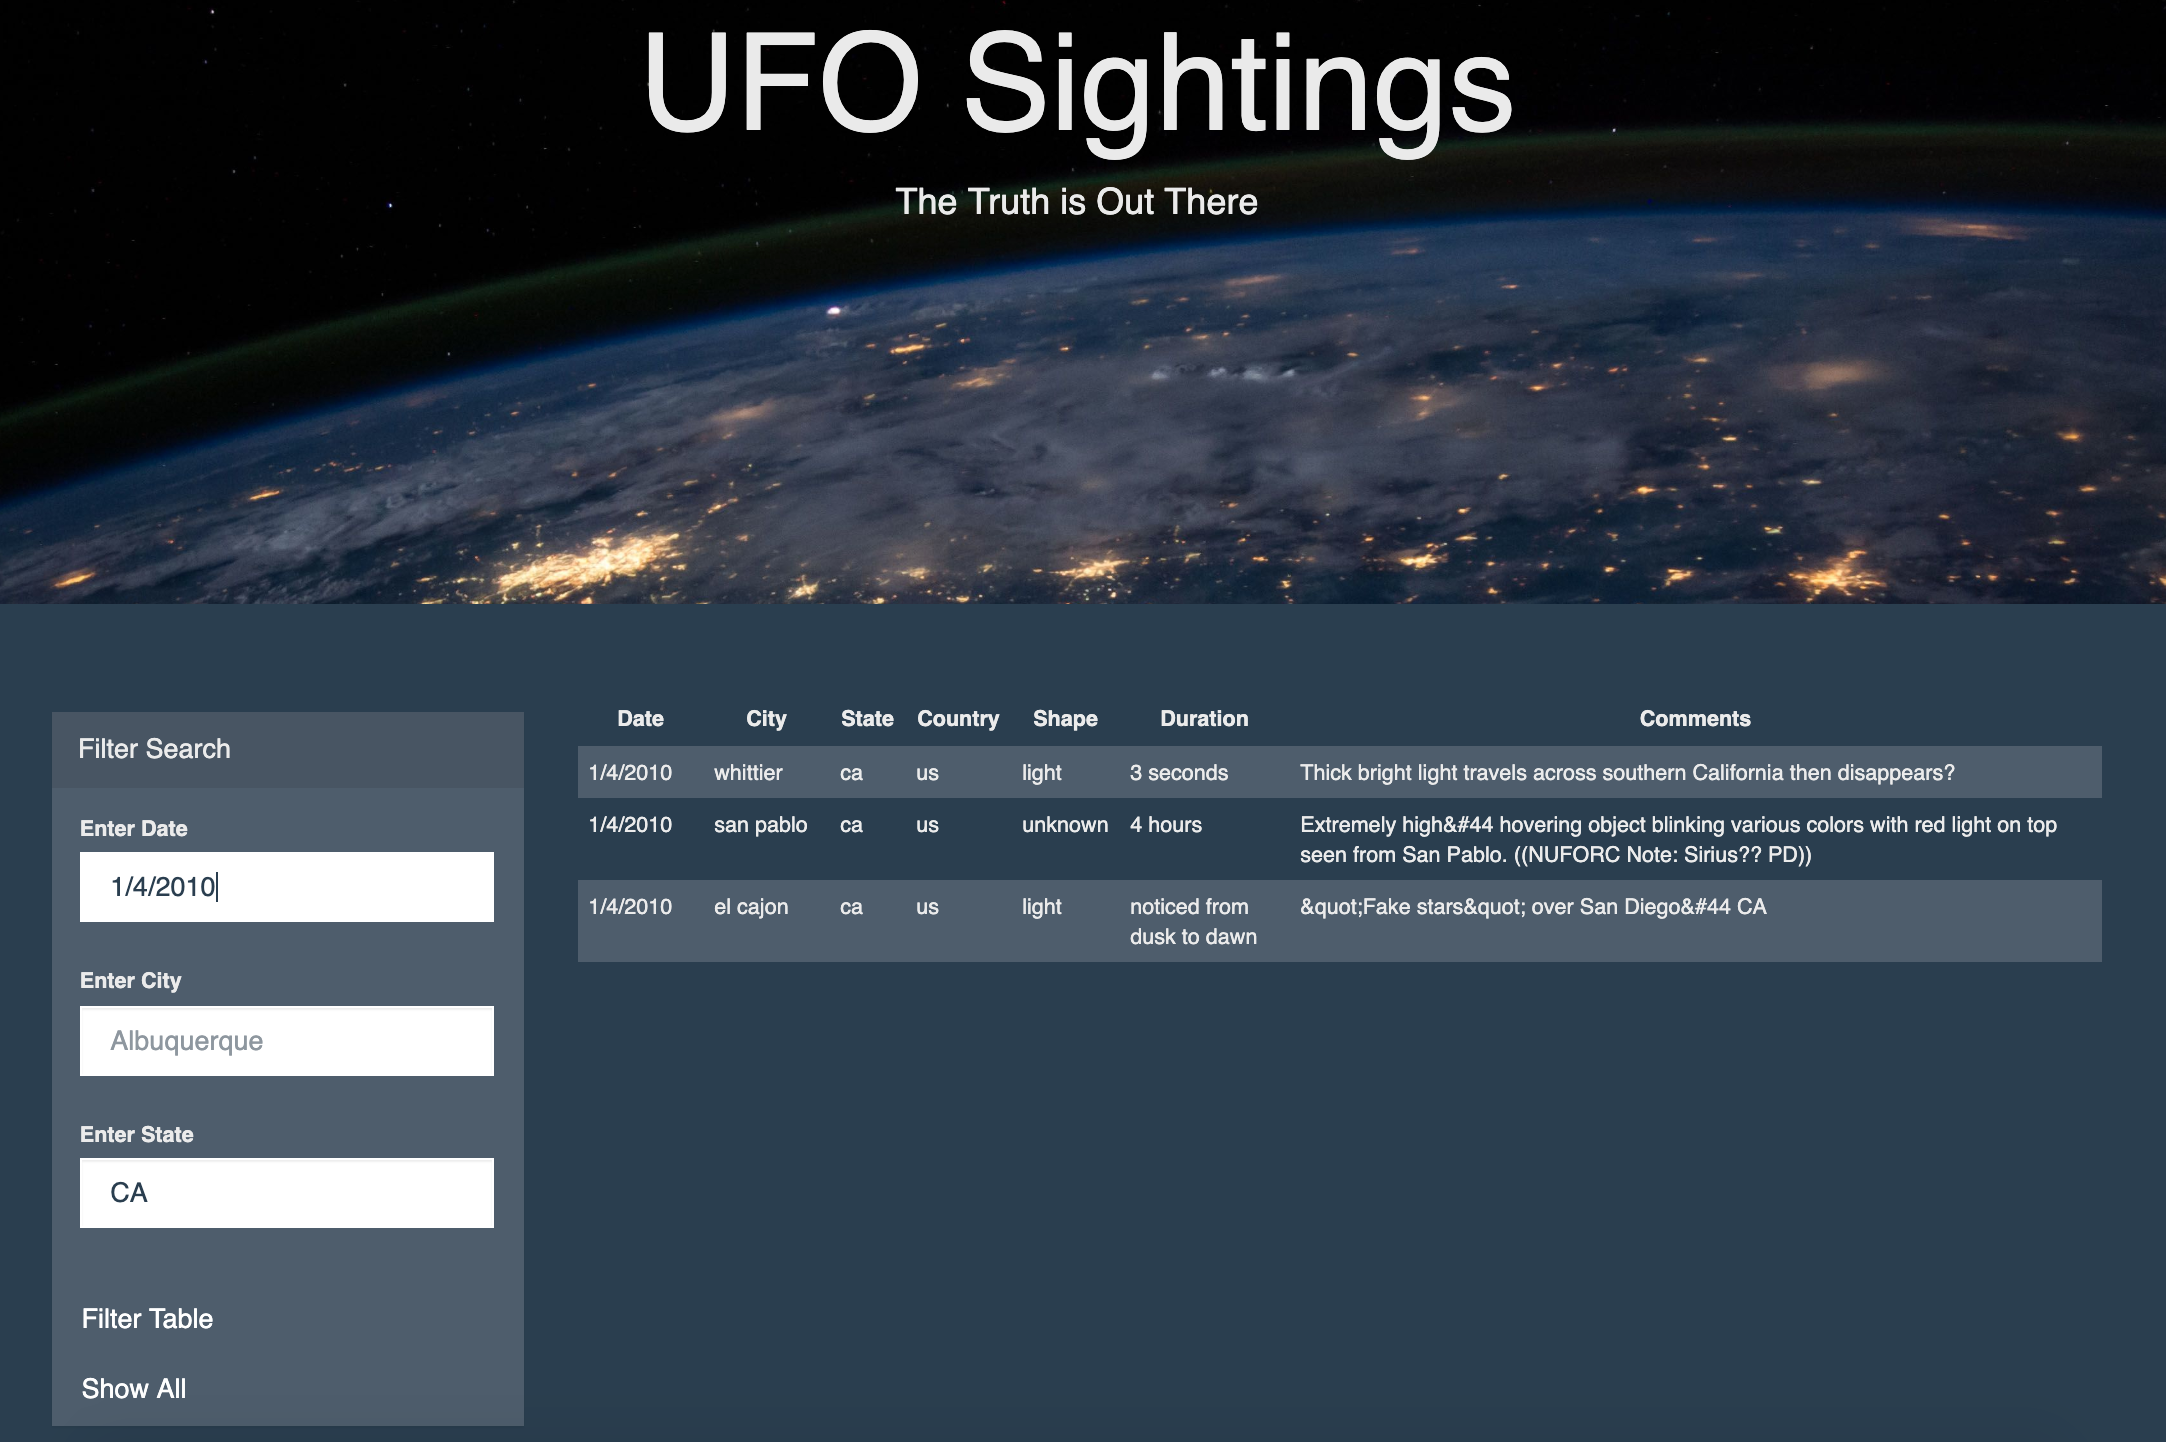 UFO Sightings
The Truth is Out There
Filter Search
Enter Date
1/4/2010
Enter City
Albuquerque
Enter State
CA
Filter Table
Show All
Date City State Country Shape Duration Comments
1/4/2010 whittier ca us light 3 seconds Thick bright light travels across southern California then disappears?
1/4/2010 san pablo ca us unknown 4 hours Extremely high&#44 hovering object blinking various colors with red light on top
seen from San Pablo. ((NUFORC Note: Sirius?? PD))
1/4/2010 el cajon ca us light noticed from &quot;Fake stars&quot; over San Diego&#44 CA
dusk to dawn